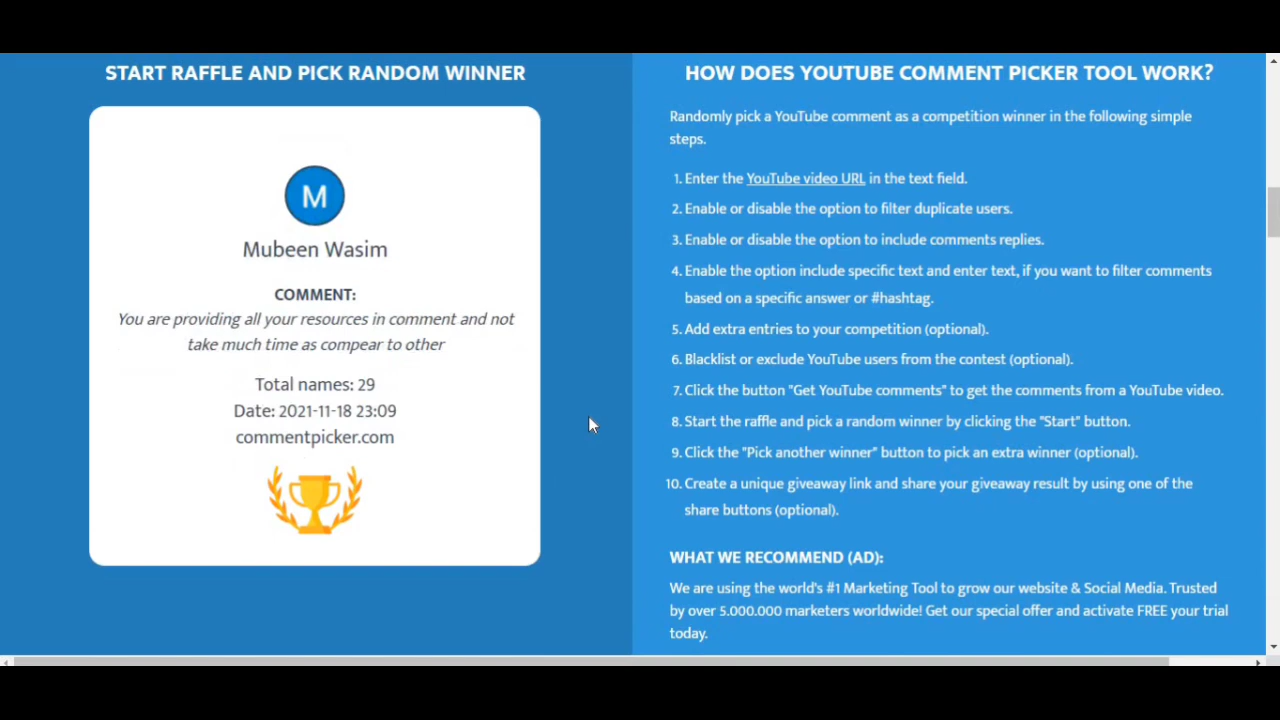 START RAFFLE AND PICK RANDOM WINNER
M
Mubeen Wasim
COMMENT:
You are providing all your resources in comment and not
take much time as compear to other
Total names: 29
Date: 2021-11-18 23:09
commentpicker.com
HOW DOES YOUTUBE COMMENT PICKER TOOL WORK?
Randomly pick a YouTube comment as a competition winner in the following simple
steps.
1. Enter the YouTube video URL in the text field.
2. Enable or disable the option to filter duplicate users.
3. Enable or disable the option to include comments replies.
4. Enable the option include specific text and enter text, if you want to filter comments
based on a specific answer or #hashtag.
5. Add extra entries to your competition (optional).
6. Blacklist or exclude YouTube users from the contest (optional).
7. Click the button "Get YouTube comments" to get the comments from a YouTube video.
8. Start the raffle and pick a random winner by clicking the "Start" button.
9. Click the "Pick another winner" button to pick an extra winner (optional).
10. Create a unique giveaway link and share your giveaway result by using one of the
share buttons (optional).
WHAT WE RECOMMEND (AD):
We are using the world's #1 Marketing Tool to grow our website & Social Media. Trusted
by over 5.000.000 marketers worldwide! Get our special offer and activate FREE your trial
today.